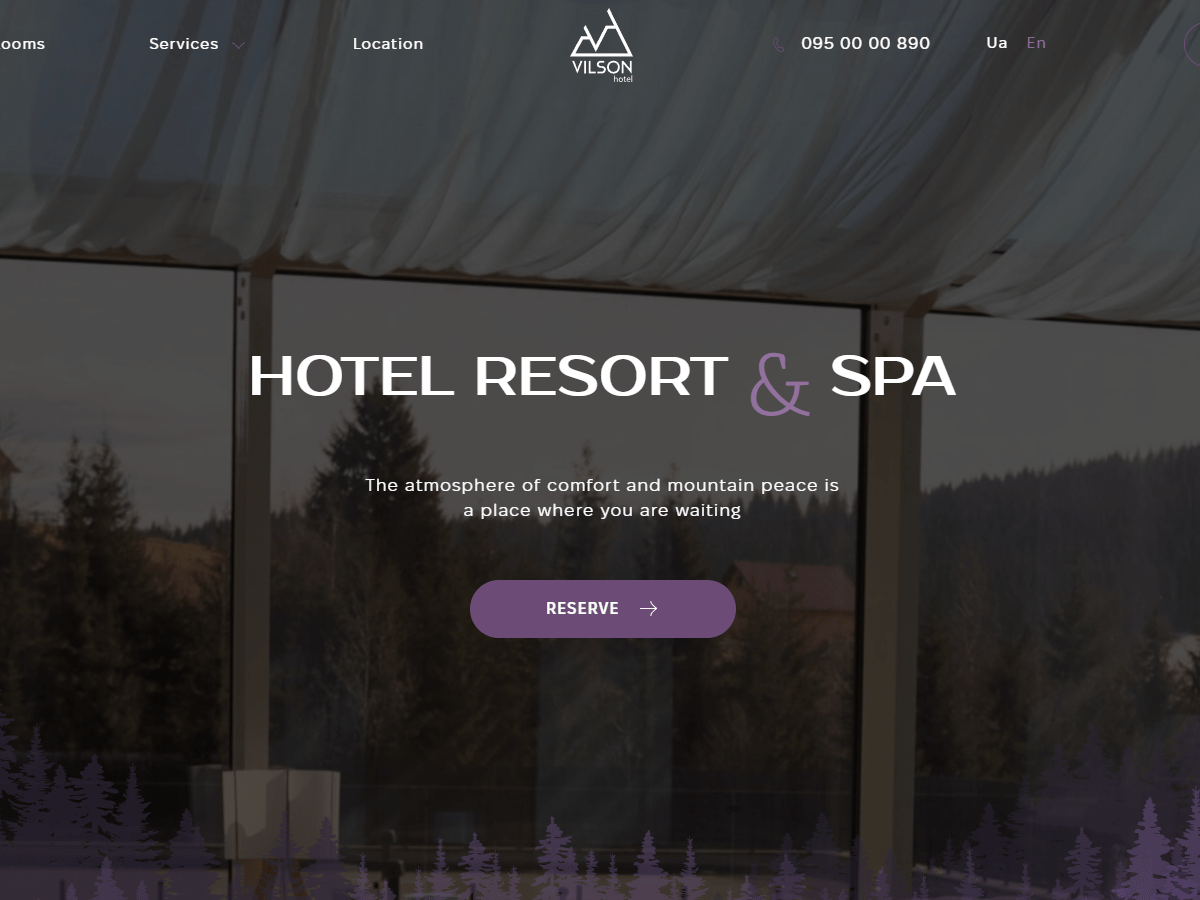 ooms
Services
Location
VILSON
hotel
095 00 00 890
Ua
En
HOTEL RESORT & SPA
The atmosphere of comfort and mountain peace is
a place where you are waiting
RESERVE